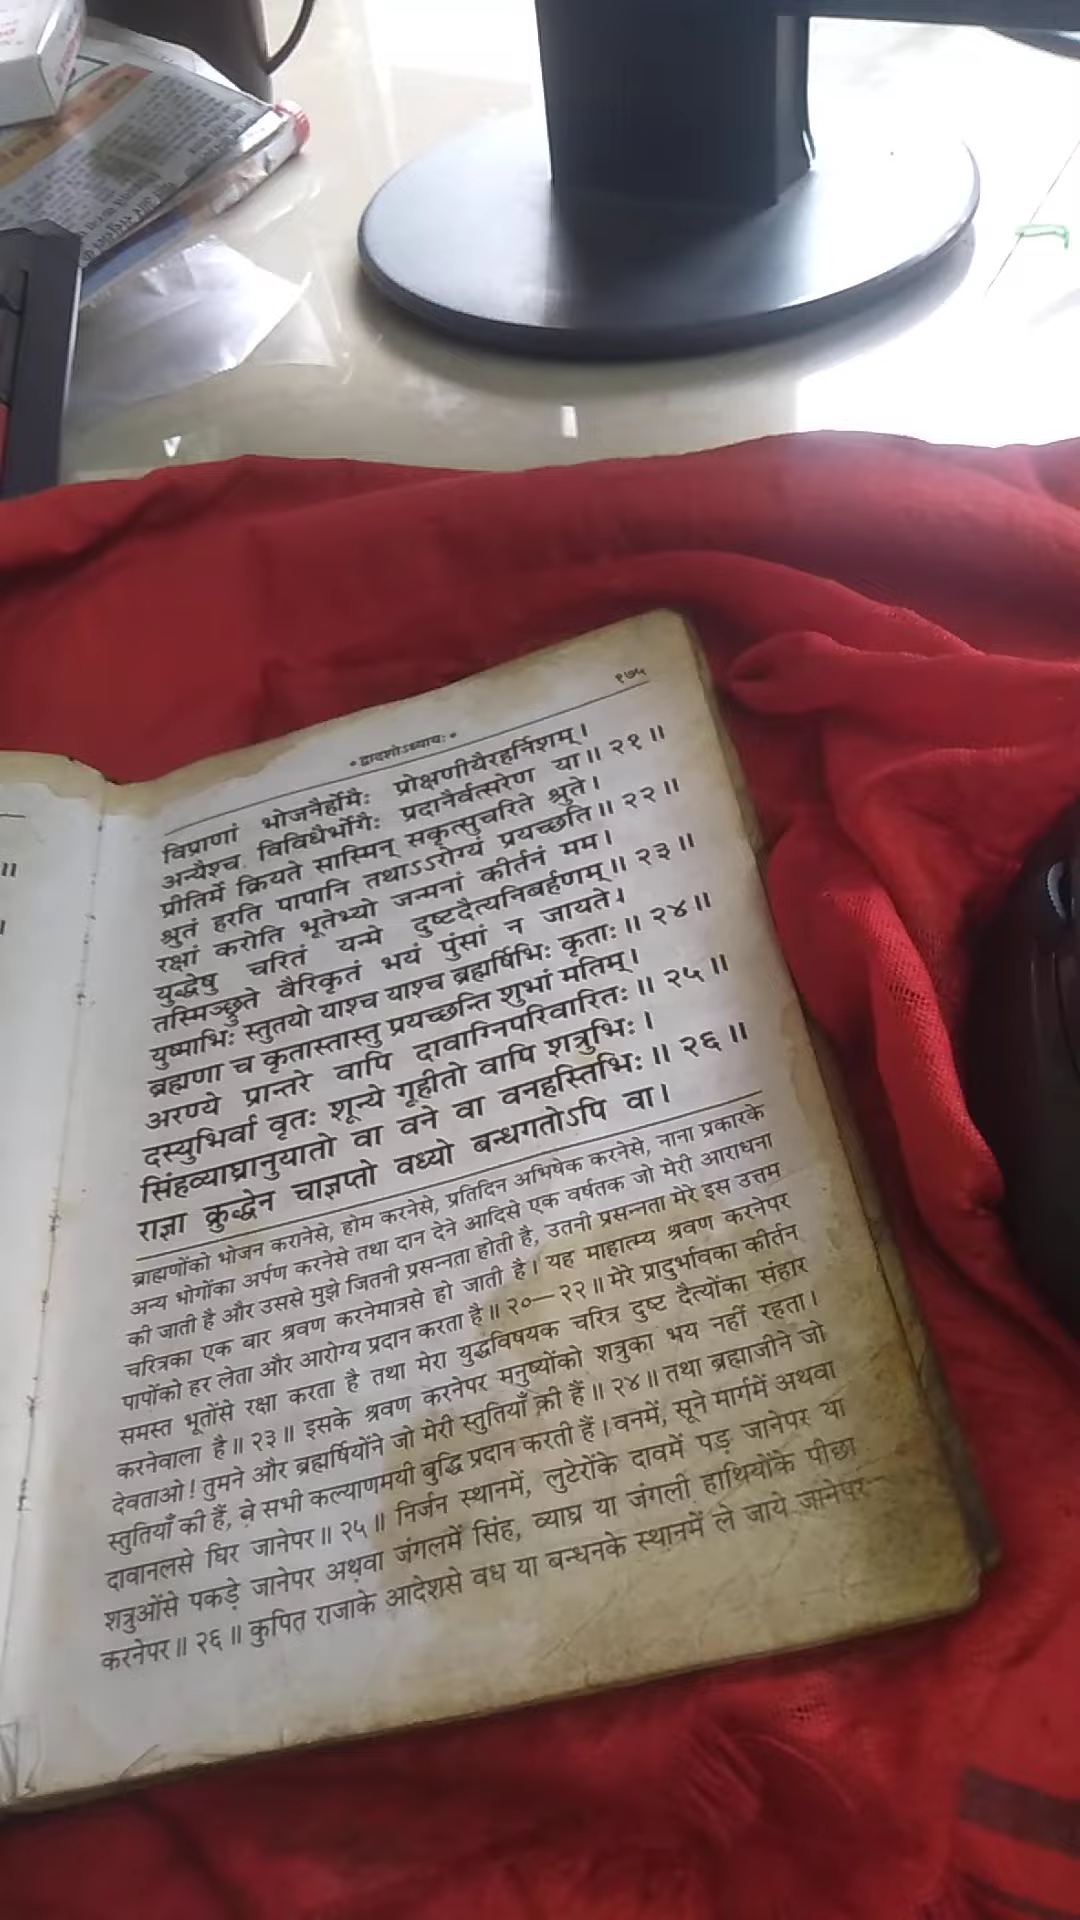 ॥
।
* द्वादशोऽध्यायः *
१७५
विप्राणां भोजनैर्होमैः प्रोक्षणीयैरहर्निशम्।
अन्यैश्च विविधैर्भोगैः प्रदानैर्वत्सरेण या॥ २१॥
प्रीतिर्मे क्रियते सास्मिन् सकृत्सुचरिते श्रुते।
श्रुतं हरति पापानि तथाऽऽरोग्यं प्रयच्छति॥ २२॥
रक्षां करोति भूतेभ्यो जन्मनां कीर्तनं मम।
युद्धेषु चरितं यन्मे दुष्टदैत्यनिबर्हणम्॥ २३॥
तस्मिञ्छ्रुते वैरिकृतं भयं पुंसां न जायते।
युष्माभिः स्तुतयो याश्च याश्च ब्रह्मर्षिभिः कृताः॥ २४॥
ब्रह्मणा च कृतास्तास्तु प्रयच्छन्ति शुभां मतिम्।
अरण्ये प्रान्तरे वापि दावाग्निपरिवारितः॥ २५॥
दस्युभिर्वा वृतः शून्ये गृहीतो वापि शत्रुभिः।
सिंहव्याघ्रानुयातो वा वने वा वनहस्तिभिः॥ २६॥
राज्ञा क्रुद्धेन चाज्ञप्तो वध्यो बन्धगतोऽपि वा।
ब्राह्मणोंको भोजन करानेसे, होम करनेसे, प्रतिदिन अभिषेक करनेसे, नाना प्रकारके
अन्य भोगोंका अर्पण करनेसे तथा दान देने आदिसे एक वर्षतक जो मेरी आराधना
की जाती है और उससे मुझे जितनी प्रसन्नता होती है, उतनी प्रसन्नता मेरे इस उत्तम
चरित्रका एक बार श्रवण करनेमात्रसे हो जाती है। यह माहात्म्य श्रवण करनेपर
पापोंको हर लेता और आरोग्य प्रदान करता है॥ २०—२२॥ मेरे प्रादुर्भावका कीर्तन
समस्त भूतोंसे रक्षा करता है तथा मेरा युद्धविषयक चरित्र दुष्ट दैत्योंका संहार
करनेवाला है॥ २३॥ इसके श्रवण करनेपर मनुष्योंको शत्रुका भय नहीं रहता।
देवताओ! तुमने और ब्रह्मर्षियोंने जो मेरी स्तुतियाँ की हैं॥ २४॥ तथा ब्रह्माजीने जो
स्तुतियाँ की हैं, वे सभी कल्याणमयी बुद्धि प्रदान करती हैं। वनमें, सूने मार्गमें अथवा
दावानलसे घिर जानेपर॥ २५॥ निर्जन स्थानमें, लुटेरोंके दावमें पड़ जानेपर या
शत्रुओंसे पकड़े जानेपर अथवा जंगलमें सिंह, व्याघ्र या जंगली हाथियोंके पीछा
करनेपर॥ २६॥ कुपित राजाके आदेशसे वध या बन्धनके स्थानमें ले जाये जानेपर